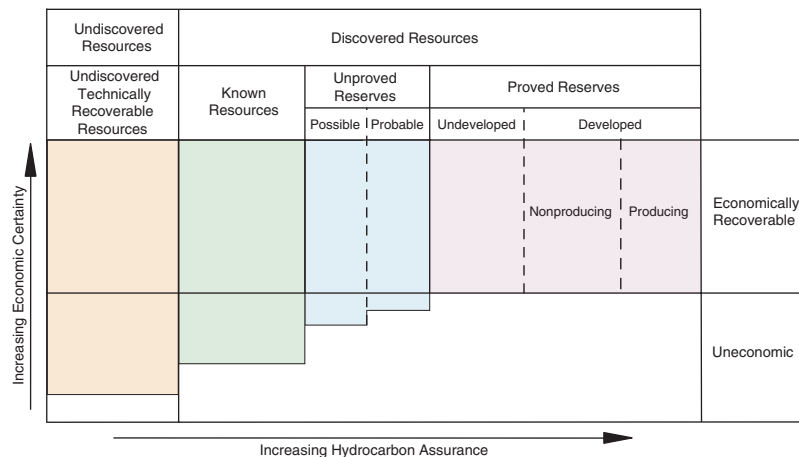 Undiscovered
Resources
Discovered Resources
Undiscovered
Technically
Recoverable
Resources
Known
Resources
Unproved
Reserves
Proved Reserves
Possible
Probable
Undeveloped
Developed
Nonproducing
Producing
Economically
Recoverable
Uneconomic
Increasing Economic Certainty
Increasing Hydrocarbon Assurance